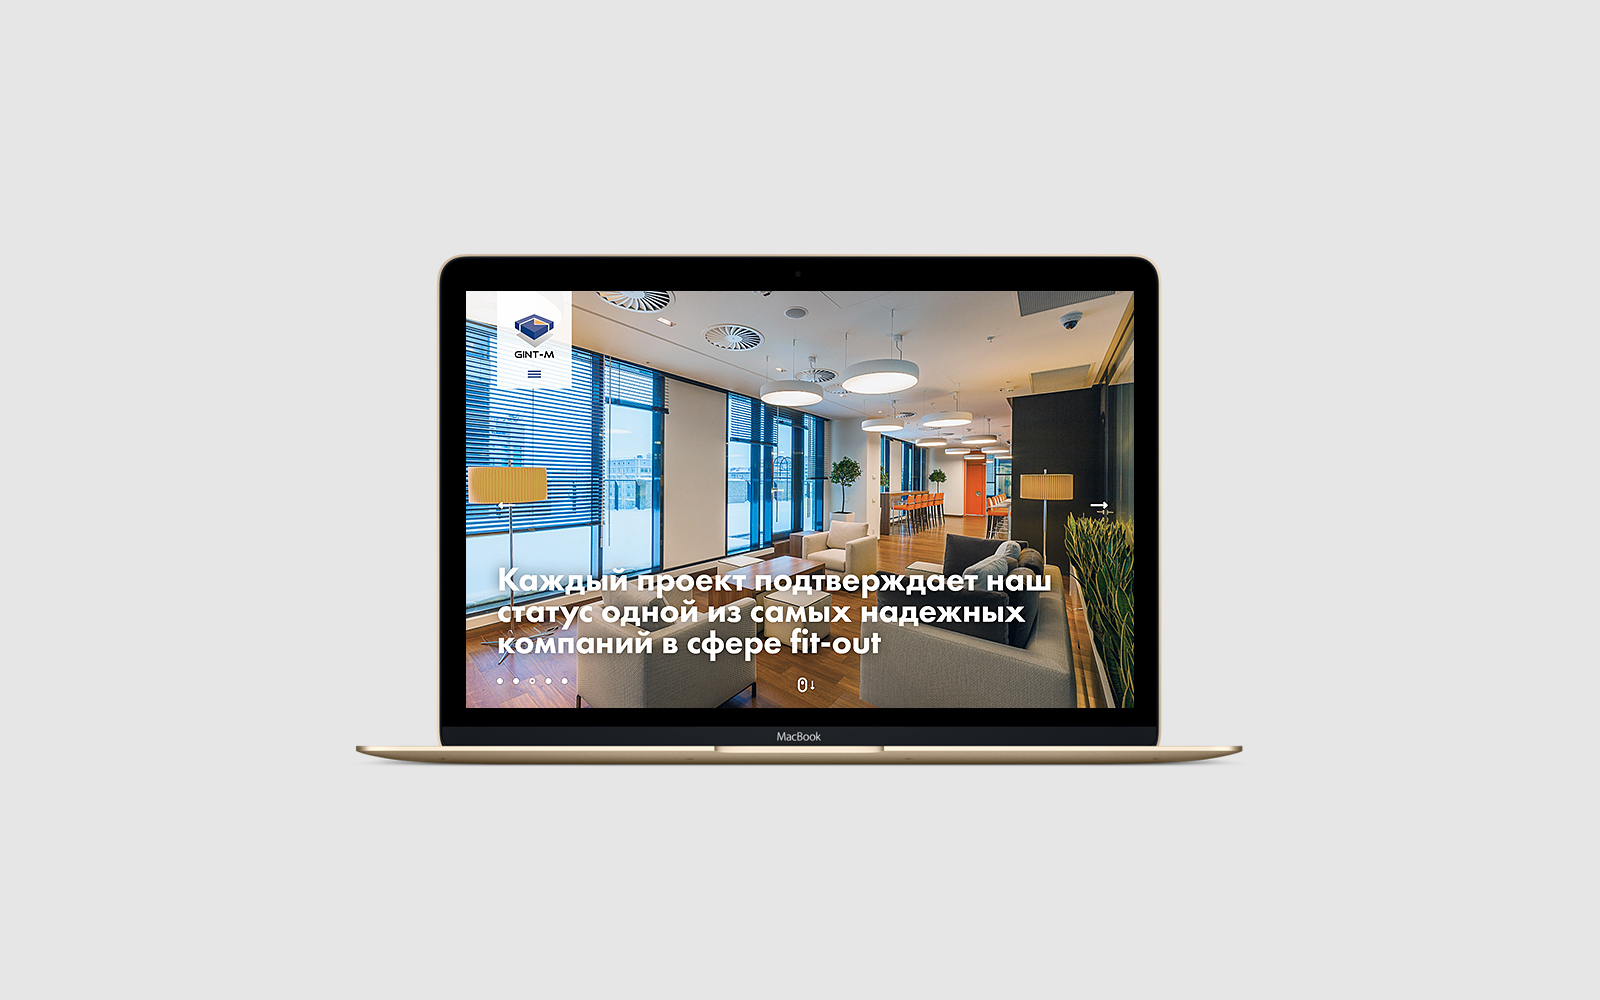 GINT-M
Каждый проект подтверждает наш
статус одной из самых надежных
компаний в сфере fit-out
MacBook